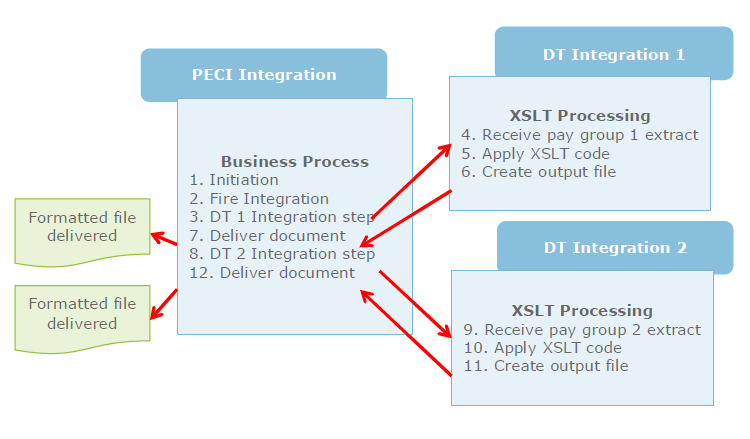 PECI Integration
Business Process
1. Initiation
2. Fire Integration
3. DT 1 Integration step
7. Deliver document
8. DT 2 Integration step
12. Deliver document
Formatted file
delivered
Formatted file
delivered
DT Integration 1
XSLT Processing
4. Receive pay group 1 extract
5. Apply XSLT code
6. Create output file
DT Integration 2
XSLT Processing
9. Receive pay group 2 extract
10. Apply XSLT code
11. Create output file